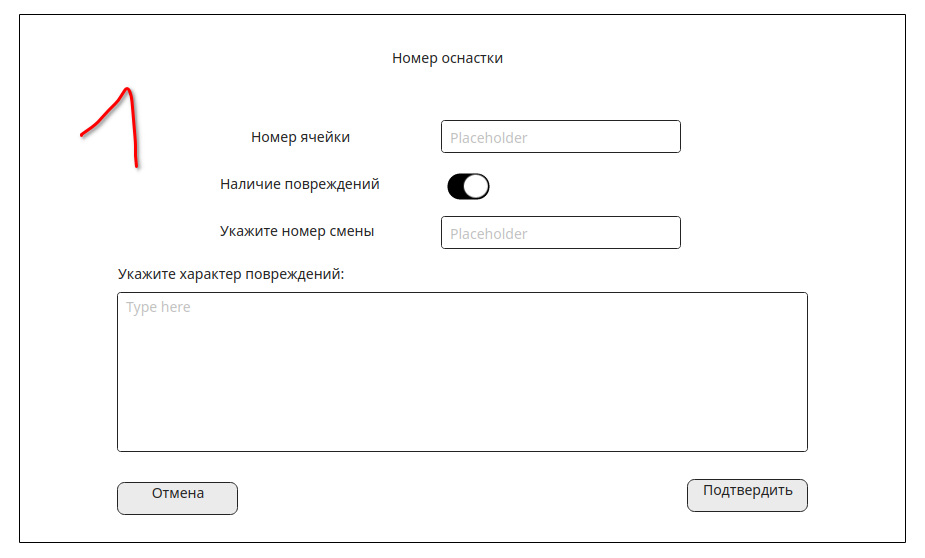 Номер оснастки
1
Номер ячейки Placeholder
Наличие повреждений
Укажите номер смены Placeholder
Укажите характер повреждений:
Type here
Отмена Подтвердить